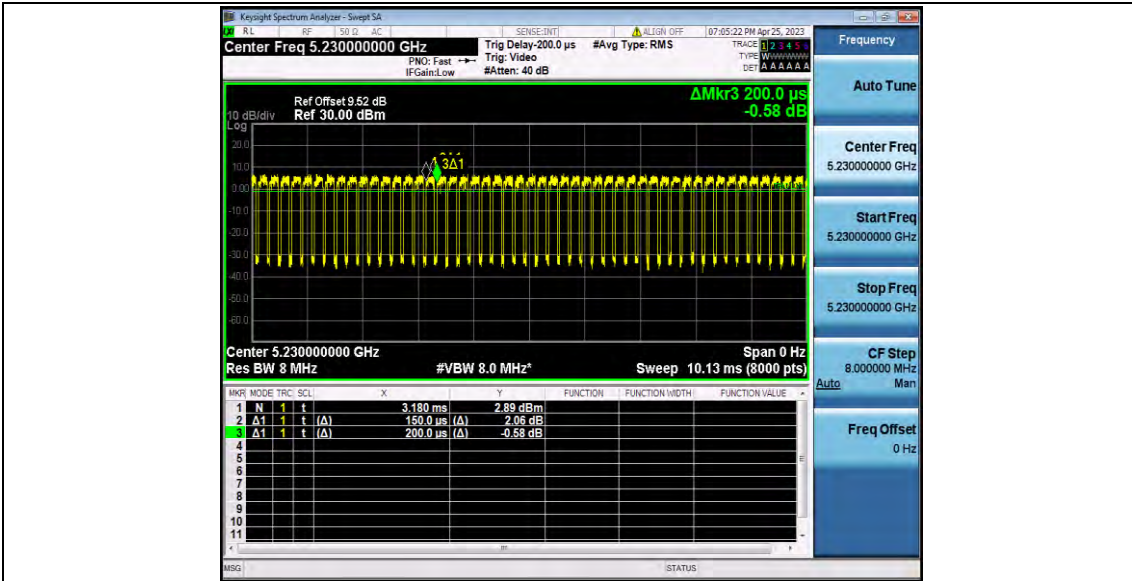 Keysight Spectrum Analyzer - Swept SA
RL RF 50 Ω AC SENSE:INT ALIGN OFF 07:05:22 PM Apr 25, 2023
Center Freq 5.230000000 GHz
PNO: Fast
IFGain:Low
Trig Delay-200.0 µs
Trig: Video
#Atten: 40 dB
#Avg Type: RMS
TRACE 1 2 3 4 5 6
TYPE W
DET A A A A A A
ΔMkr3 200.0 µs
-0.58 dB
Ref Offset 9.52 dB
10 dB/div Ref 30.00 dBm
Log
20.0
10.0
0.00
-10.0
-20.0
-30.0
-40.0
-50.0
-60.0
3Δ1
Center 5.230000000 GHz Span 0 Hz
Res BW 8 MHz #VBW 8.0 MHz* Sweep 10.13 ms (8000 pts)
MKR MODE TRC SCL X Y FUNCTION FUNCTION WIDTH FUNCTION VALUE
1 N 1 t 3.180 ms 2.89 dBm
2 Δ1 1 t (Δ) 150.0 µs (Δ) 2.06 dB
3 Δ1 1 t (Δ) 200.0 µs (Δ) -0.58 dB
4
5
6
7
8
9
10
11
MSG STATUS
Frequency
Auto Tune
Center Freq
5.230000000 GHz
Start Freq
5.230000000 GHz
Stop Freq
5.230000000 GHz
CF Step
8.000000 MHz
Auto Man
Freq Offset
0 Hz